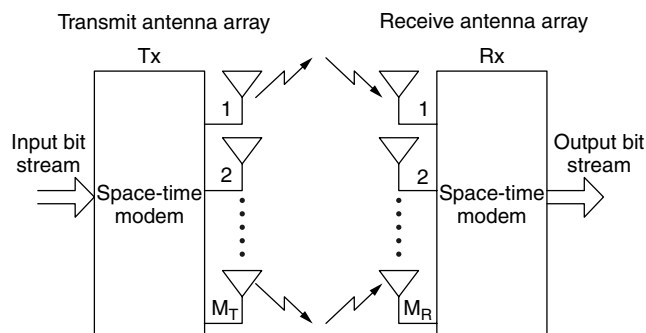 Transmit antenna array
Receive antenna array
Tx
Rx
1
1
Input bit
stream
2
2
Output bit
stream
Space-time
modem
Space-time
modem
M_T
M_R